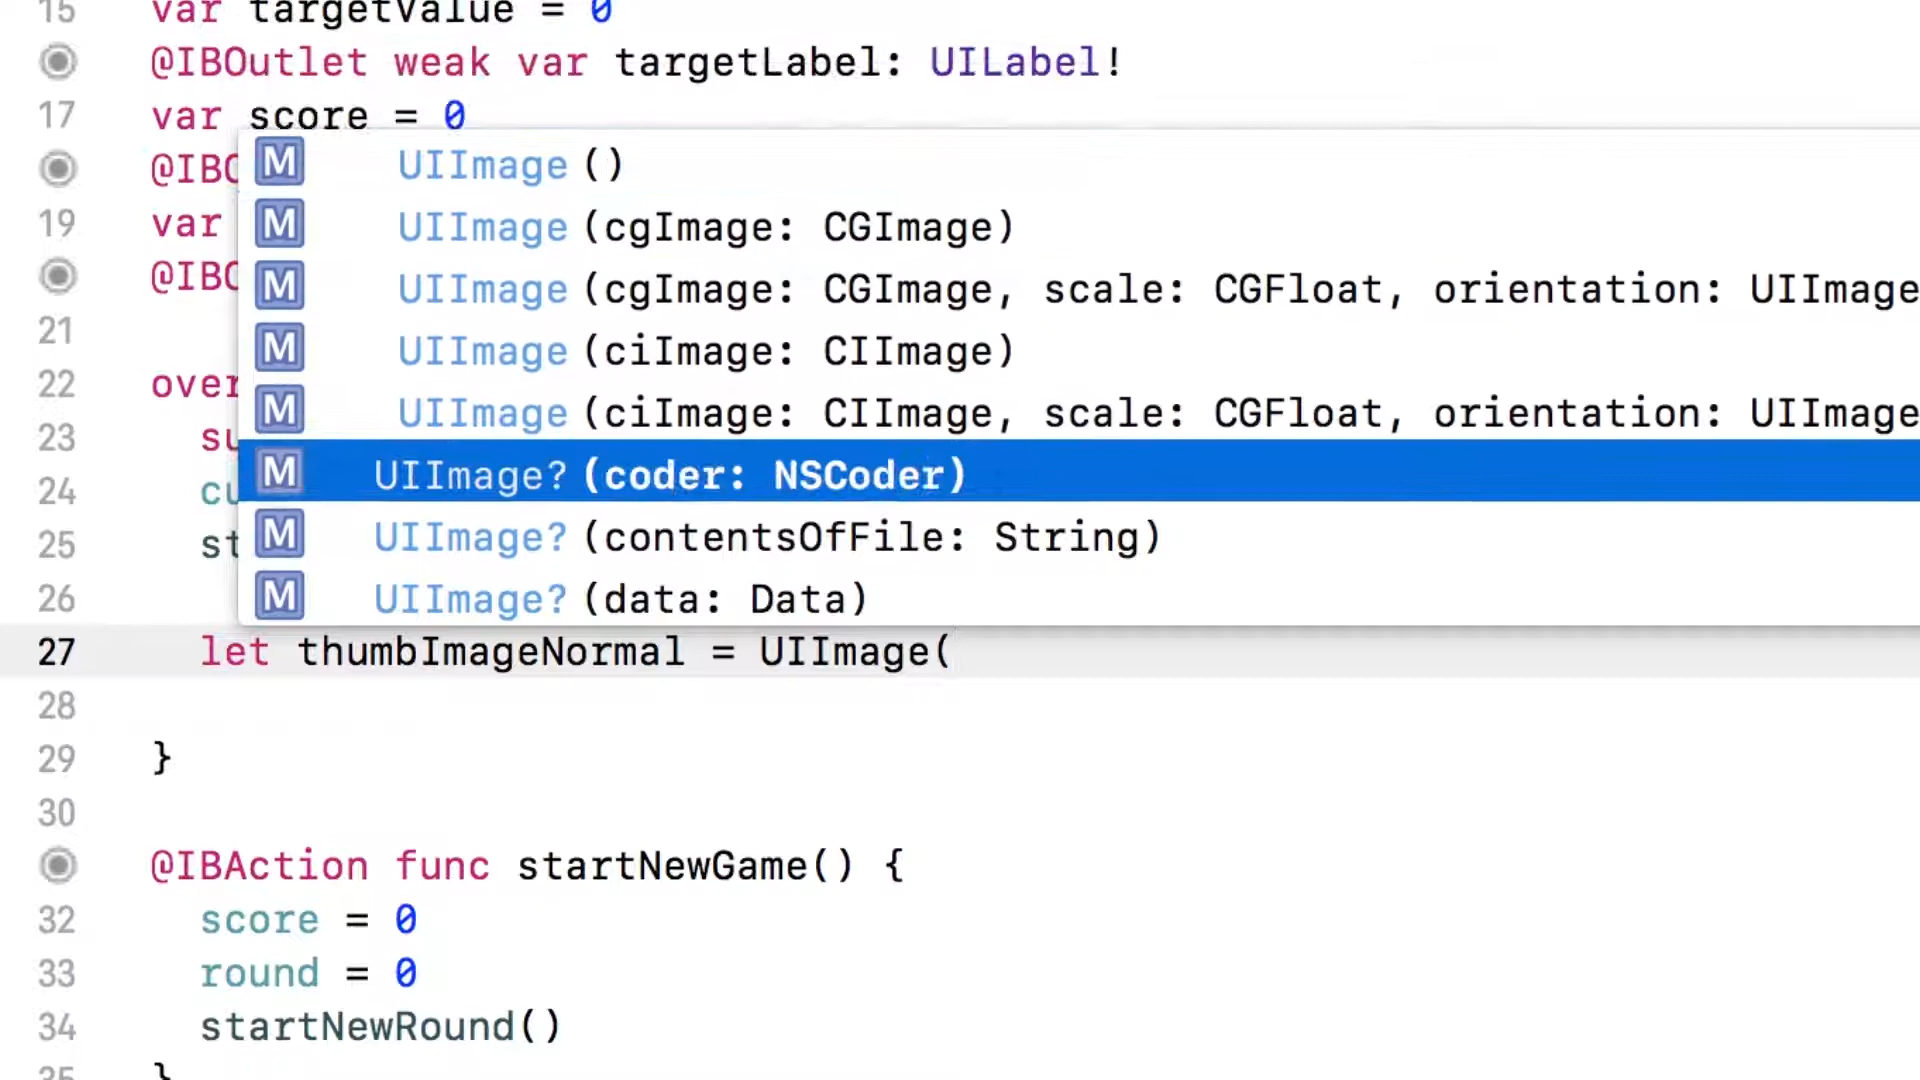 15 var targetValue = 0
@IBOutlet weak var targetLabel: UILabel!
17 var score = 0
@IBO
19 var
@IBO
21
22 over
23 su
24 cu
25 st
26
M UIImage ()
M UIImage (cgImage: CGImage)
M UIImage (cgImage: CGImage, scale: CGFloat, orientation: UIImage
M UIImage (ciImage: CIImage)
M UIImage (ciImage: CIImage, scale: CGFloat, orientation: UIImage
M UIImage? (coder: NSCoder)
M UIImage? (contentsOfFile: String)
M UIImage? (data: Data)
27 let thumbImageNormal = UIImage(
28
29 }
30
@IBAction func startNewGame() {
32 score = 0
33 round = 0
34 startNewRound()
35 }